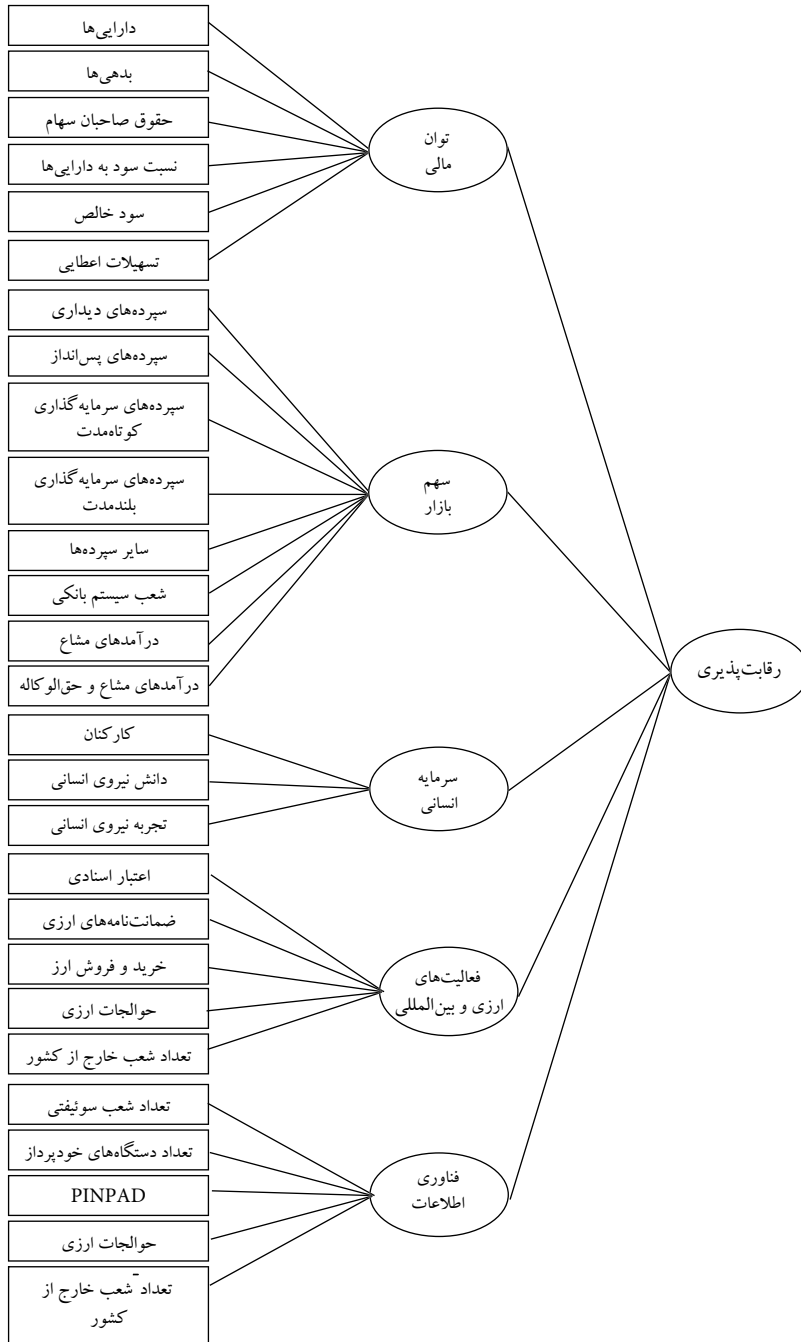 دارایی‌ها
بدهی‌ها
حقوق صاحبان سهام
نسبت سود به دارایی‌ها
سود خالص
تسهیلات اعطایی
توان
مالی
سپرده‌های دیداری
سپرده‌های پس‌انداز
سپرده‌های سرمایه‌گذاری
کوتاه‌مدت
سپرده‌های سرمایه‌گذاری
بلندمدت
سایر سپرده‌ها
شعب سیستم بانکی
درآمدهای مشاع
درآمدهای مشاع و حق‌الوکاله
سهم
بازار
کارکنان
دانش نیروی انسانی
تجربه نیروی انسانی
سرمایه
انسانی
اعتبار اسنادی
ضمانت‌نامه‌های ارزی
خرید و فروش ارز
حوالجات ارزی
تعداد شعب خارج از کشور
فعالیت‌های
ارزی و بین‌المللی
تعداد شعب سوئیفتی
تعداد دستگاه‌های خودپرداز
PINPAD
حوالجات ارزی
تعداد شعب خارج از
کشور
فناوری
اطلاعات
رقابت‌پذیری